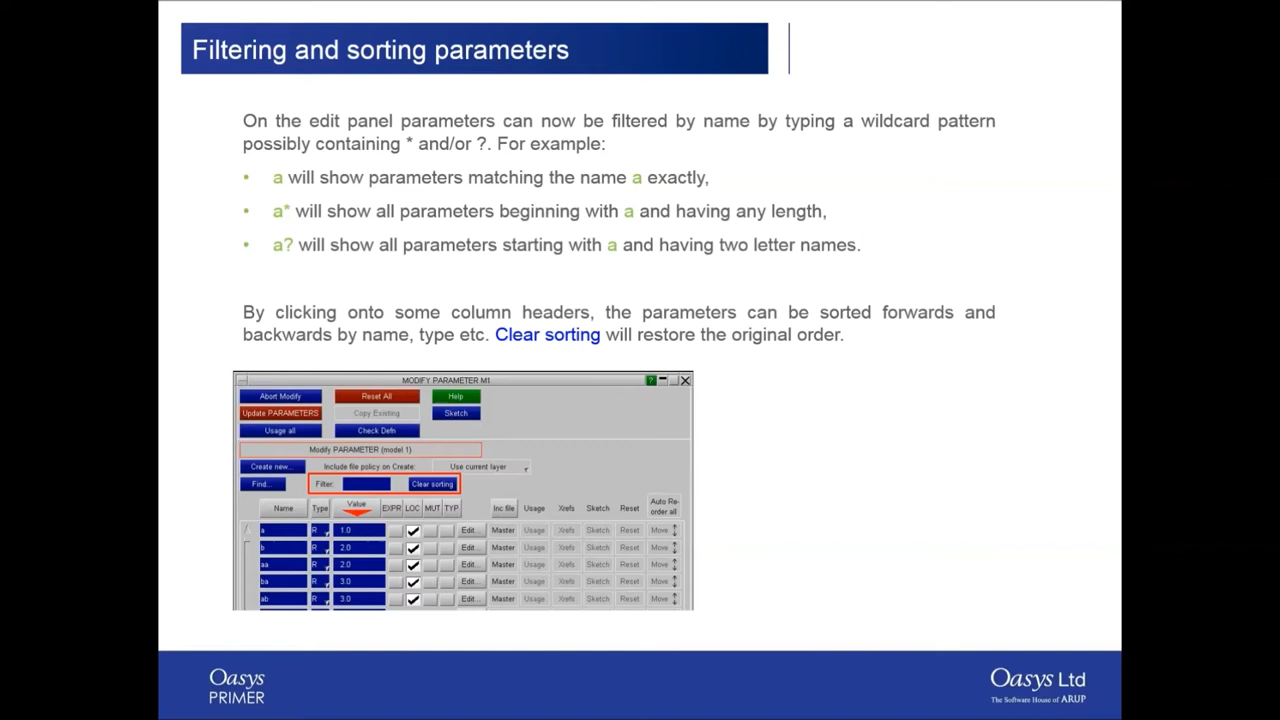 Filtering and sorting parameters
On the edit panel parameters can now be filtered by name by typing a wildcard pattern
possibly containing * and/or ?. For example:
• a will show parameters matching the name a exactly,
• a* will show all parameters beginning with a and having any length,
• a? will show all parameters starting with a and having two letter names.
By clicking onto some column headers, the parameters can be sorted forwards and
backwards by name, type etc. Clear sorting will restore the original order.
MODIFY PARAMETER M1 ?
Abort Modify Reset All Help
Update PARAMETERS Copy Existing Sketch
Usage all Check Defn
Modify PARAMETER (model 1)
Create new... Include file policy on Create: Use current layer
Find... Filter: Clear sorting
Name Type Value EXPR LOC MUT TYP Inc file Usage Xrefs Sketch Reset Auto Re-
order all
a R 1.0 Edit... Master Usage Xrefs Sketch Reset Move
b R 2.0 Edit... Master Usage Xrefs Sketch Reset Move
aa R 2.0 Edit... Master Usage Xrefs Sketch Reset Move
ba R 3.0 Edit... Master Usage Xrefs Sketch Reset Move
ab R 3.0 Edit... Master Usage Xrefs Sketch Reset Move
Oasys
PRIMER
Oasys Ltd
The Software House of ARUP